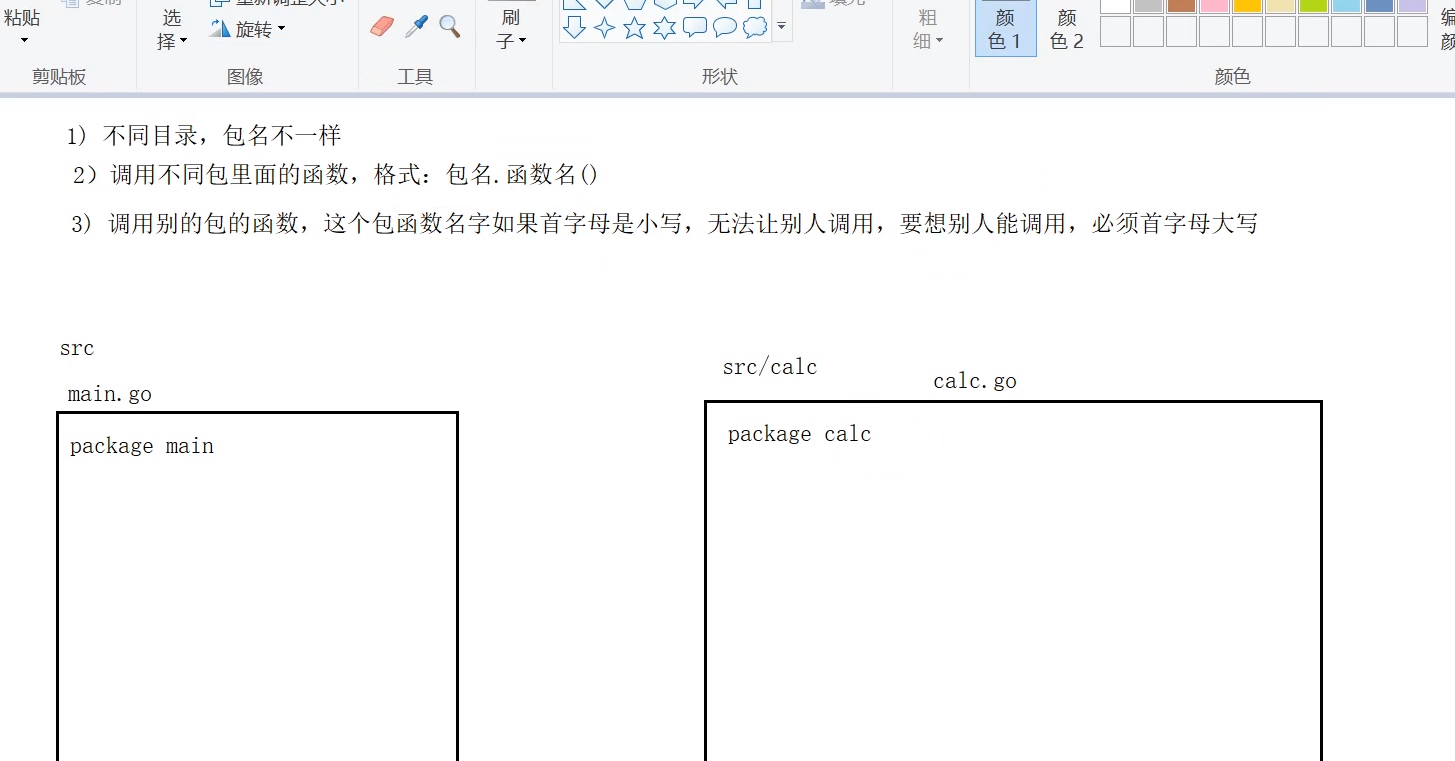 粘贴
选择
旋转
刷子
粗细
颜色 1
颜色 2
剪贴板
图像
工具
形状
颜色
1) 不同目录，包名不一样
2）调用不同包里面的函数，格式：包名.函数名()
3) 调用别的包的函数，这个包函数名字如果首字母是小写，无法让别人调用，要想别人能调用，必须首字母大写
src
main.go
package main
src/calc
calc.go
package calc